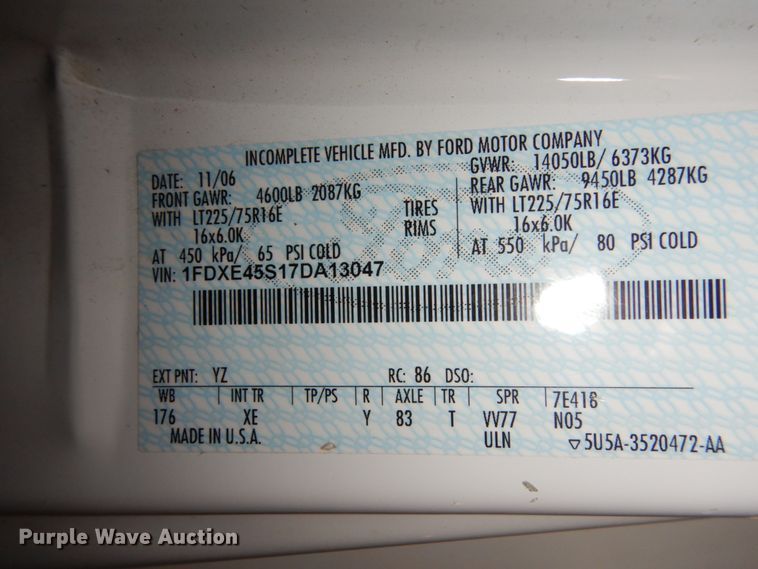 INCOMPLETE VEHICLE MFD. BY FORD MOTOR COMPANY
DATE: 11/06 GVWR: 14050LB/ 6373KG
FRONT GAWR: 4600LB 2087KG REAR GAWR: 9450LB 4287KG
WITH LT225/75R16E TIRES WITH LT225/75R16E
16x6.0K RIMS 16x6.0K
AT 450 kPa/ 65 PSI COLD AT 550 kPa/ 80 PSI COLD
VIN: 1FDXE45S17DA13047
EXT PNT: YZ RC: 86 DSO:
WB INT TR TP/PS R AXLE TR SPR 7E418
176 XE Y 83 T VV77 N05
MADE IN U.S.A. ULN ▽5U5A-3520472-AA
Purple Wave Auction